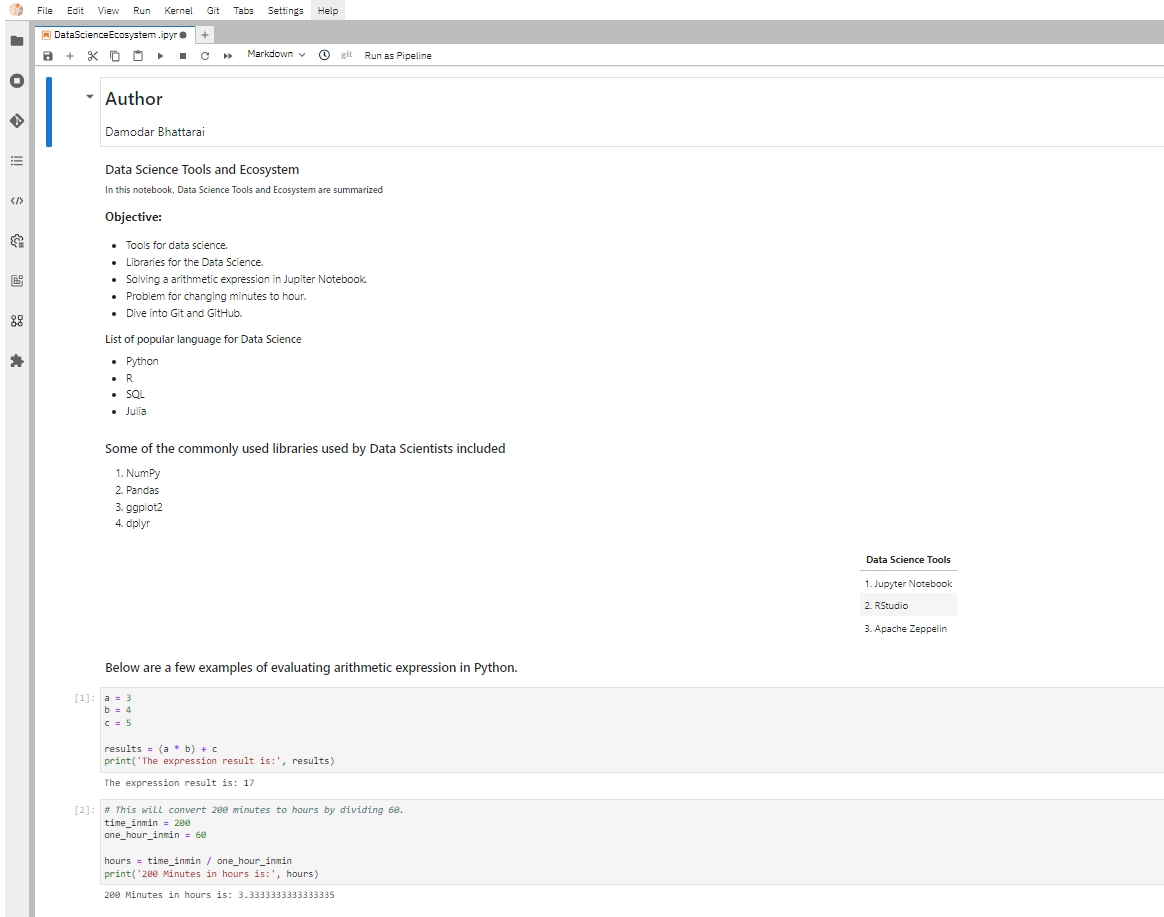 File Edit View Run Kernel Git Tabs Settings Help
DataScienceEcosystem .ipyr
Markdown git Run as Pipeline
Author
Damodar Bhattarai
Data Science Tools and Ecosystem
In this notebook, Data Science Tools and Ecosystem are summarized
Objective:
Tools for data science.
Libraries for the Data Science.
Solving a arithmetic expression in Jupiter Notebook.
Problem for changing minutes to hour.
Dive into Git and GitHub.
List of popular language for Data Science
Python
R
SQL
Julia
Some of the commonly used libraries used by Data Scientists included
1. NumPy
2. Pandas
3. ggplot2
4. dplyr
Data Science Tools
1. Jupyter Notebook
2. RStudio
3. Apache Zeppelin
Below are a few examples of evaluating arithmetic expression in Python.
[1]: a = 3
b = 4
c = 5
results = (a * b) + c
print('The expression result is:', results)
The expression result is: 17
[2]: # This will convert 200 minutes to hours by dividing 60.
time_inmin = 200
one_hour_inmin = 60
hours = time_inmin / one_hour_inmin
print('200 Minutes in hours is:', hours)
200 Minutes in hours is: 3.3333333333333335